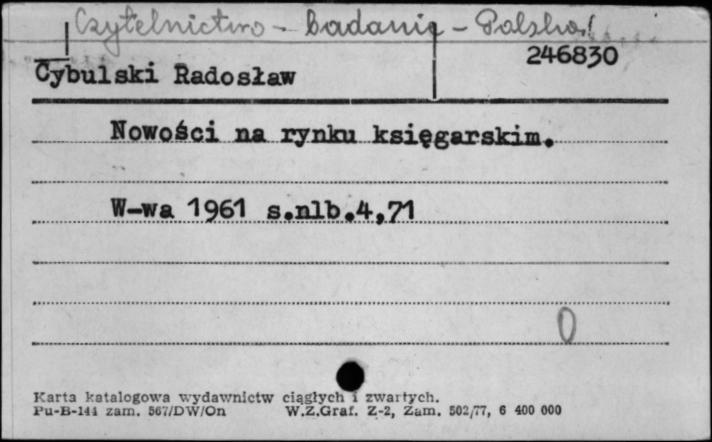 Czytelnictwo - badania - Polska
246830
Cybulski Radosław
Nowości na rynku księgarskim.
W-wa 1961 s.nlb.4,71
0
Karta katalogowa wydawnictw ciągłych i zwartych.
Pu-B-144 zam. 567/DW/On W.Z.Graf. Z-2, Zam. 502/77, 6 400 000